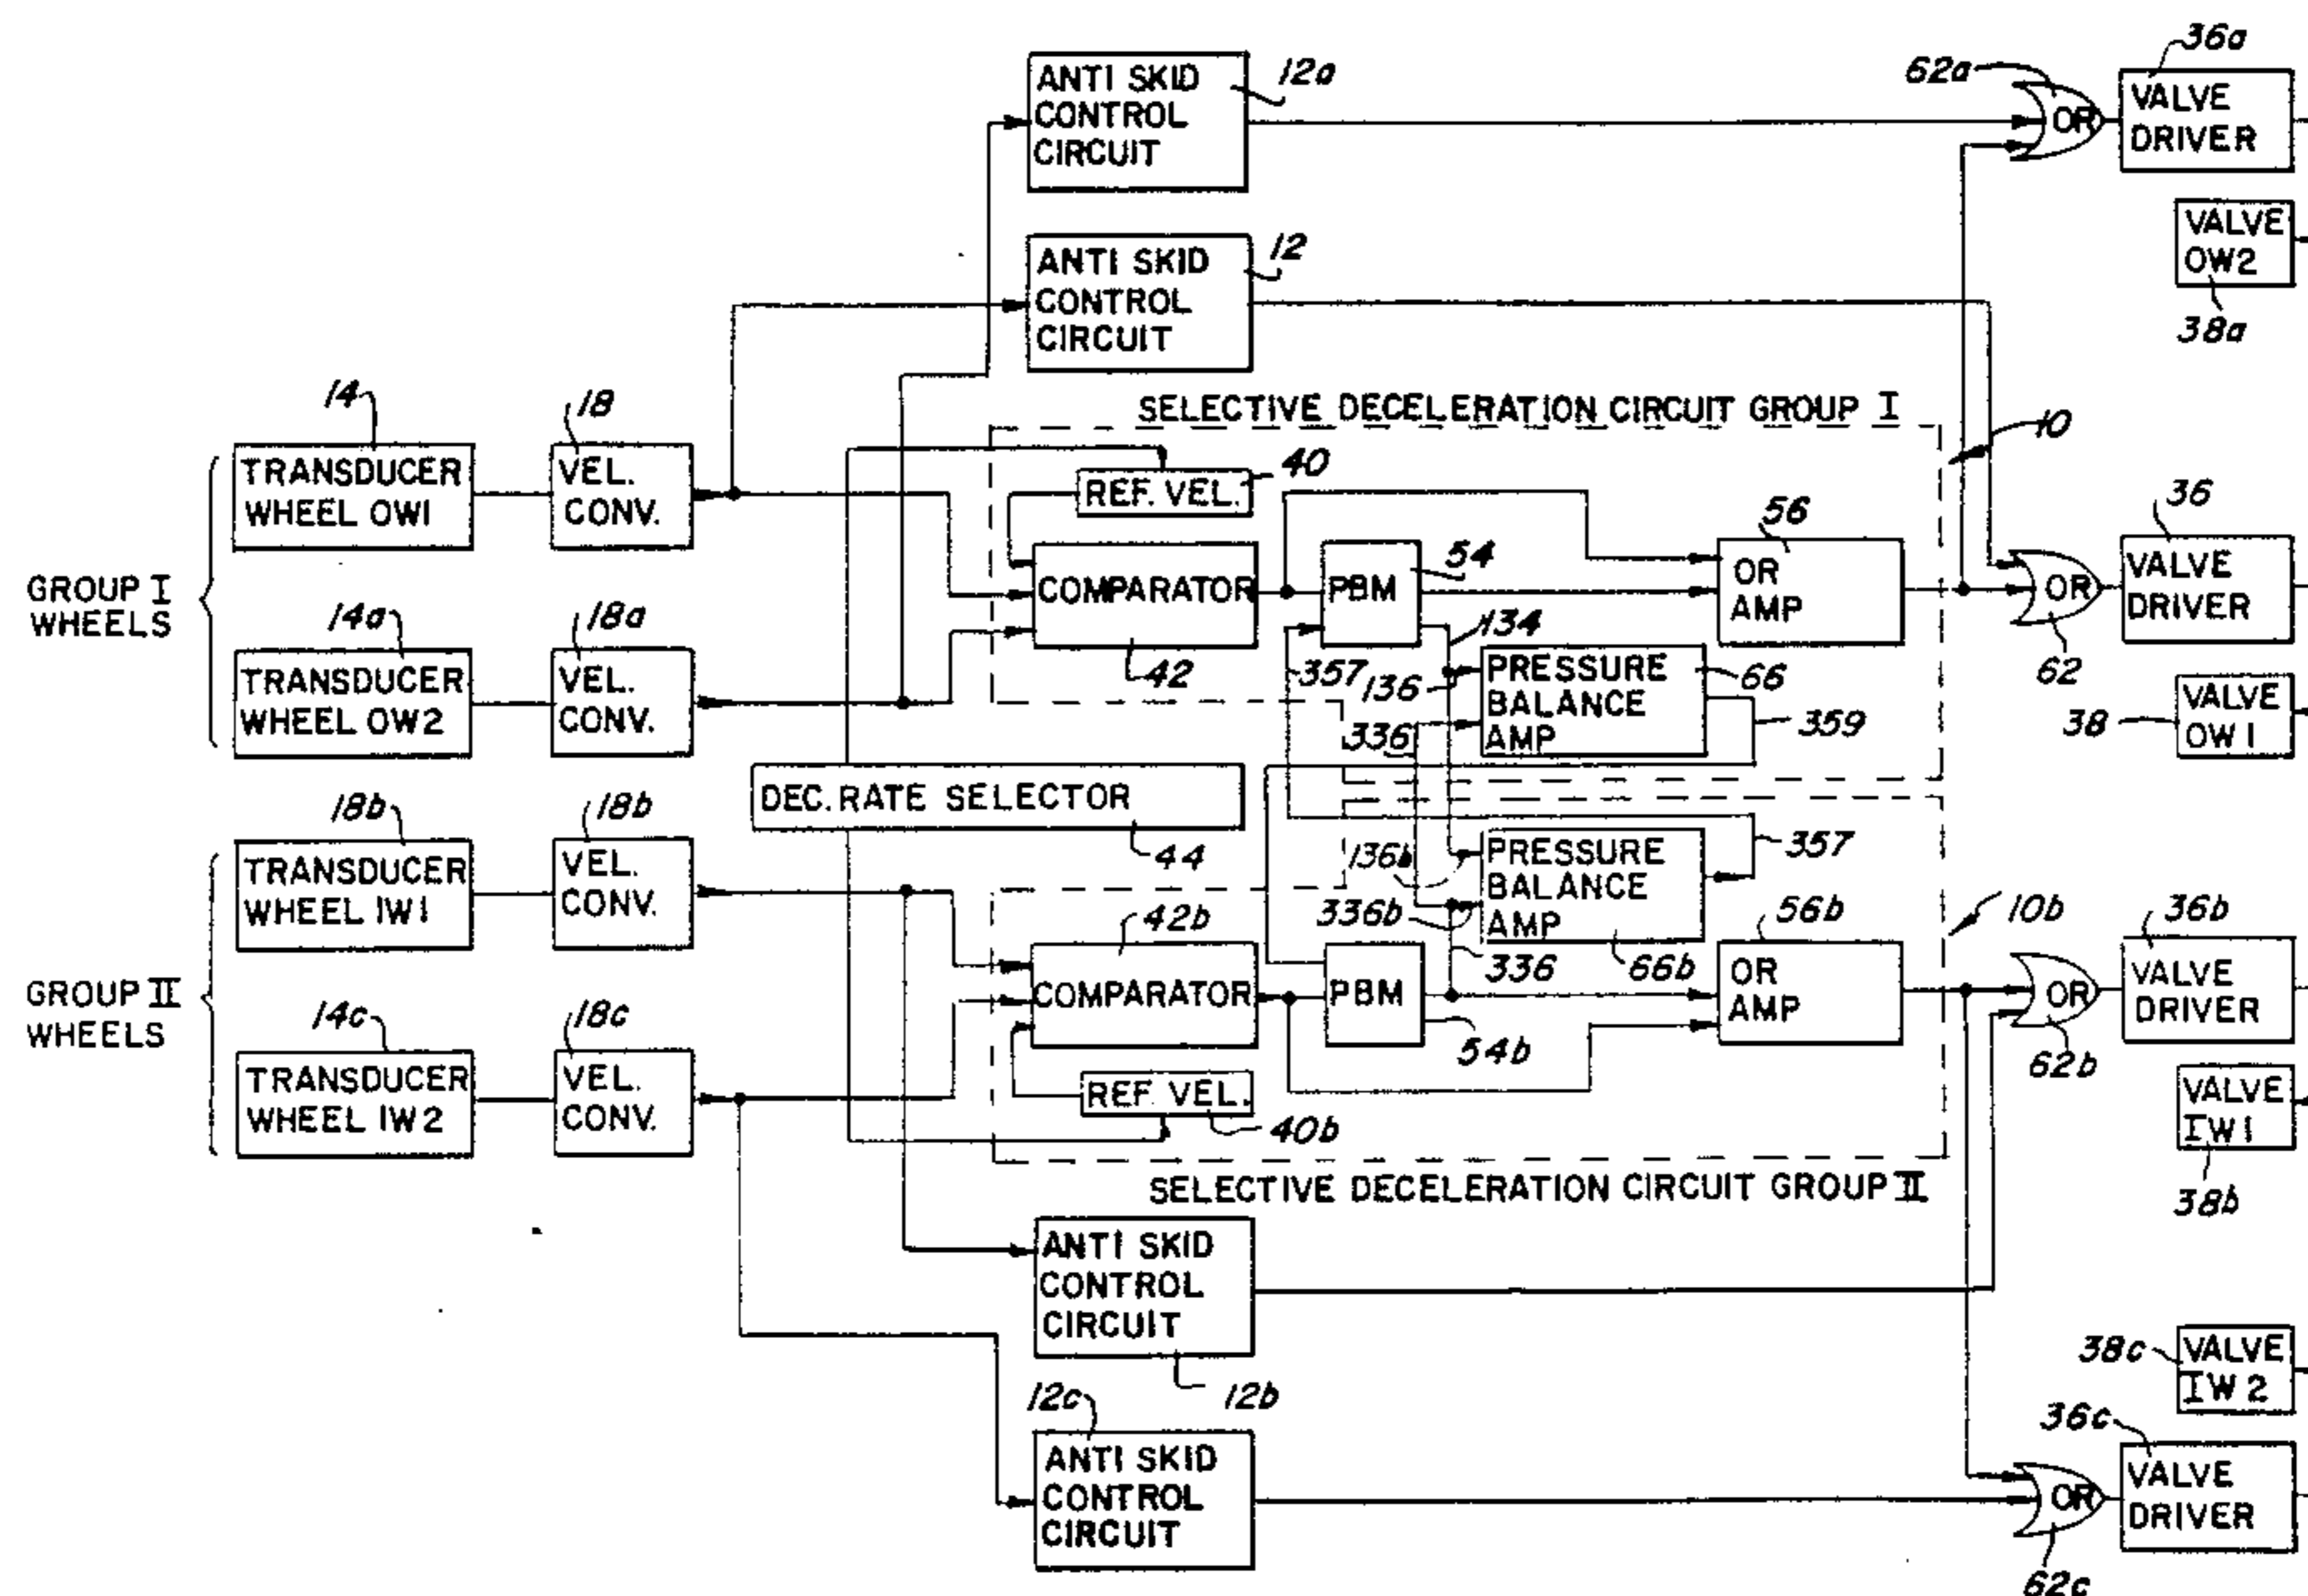 36a
62a
VALVE
DRIVER
OR
ANTI SKID
CONTROL
CIRCUIT
12a
VALVE
OW2
38a
ANTI SKID
CONTROL
CIRCUIT
12
SELECTIVE DECELERATION CIRCUIT GROUP I
10
14
TRANSDUCER
WHEEL OW1
18
VEL.
CONV.
40
REF. VEL.
COMPARATOR
42
PBM
54
56
OR
AMP
OR
62
36
VALVE
DRIVER
GROUP I
WHEELS
14a
TRANSDUCER
WHEEL OW2
18a
VEL.
CONV.
134
357
136
PRESSURE
BALANCE
AMP
66
336
359
38
VALVE
OW1
DEC. RATE SELECTOR
44
18b
TRANSDUCER
WHEEL IW1
18b
VEL.
CONV.
136b
PRESSURE
BALANCE
AMP
357
336b
336
66b
42b
COMPARATOR
PBM
54b
56b
OR
AMP
10b
OR
62b
36b
VALVE
DRIVER
GROUP II
WHEELS
14c
TRANSDUCER
WHEEL IW2
18c
VEL.
CONV.
REF. VEL.
40b
VALVE
IW1
38b
SELECTIVE DECELERATION CIRCUIT GROUP II
ANTI SKID
CONTROL
CIRCUIT
12b
38c
VALVE
IW2
12c
ANTI SKID
CONTROL
CIRCUIT
36c
OR
62c
VALVE
DRIVER